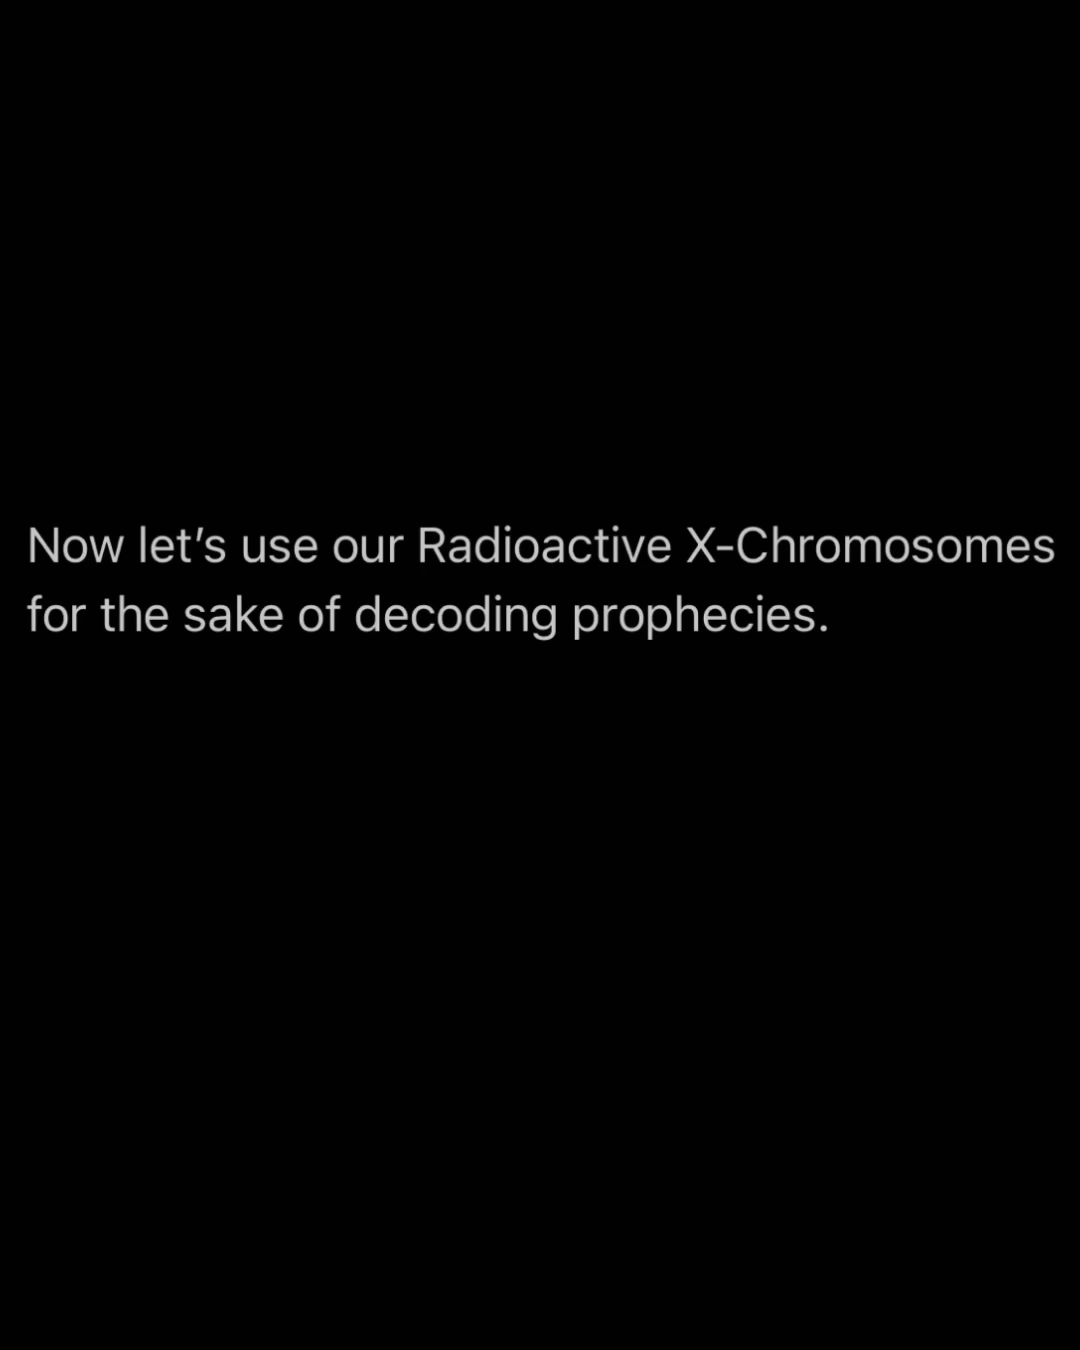 Now let’s use our Radioactive X-Chromosomes
for the sake of decoding prophecies.